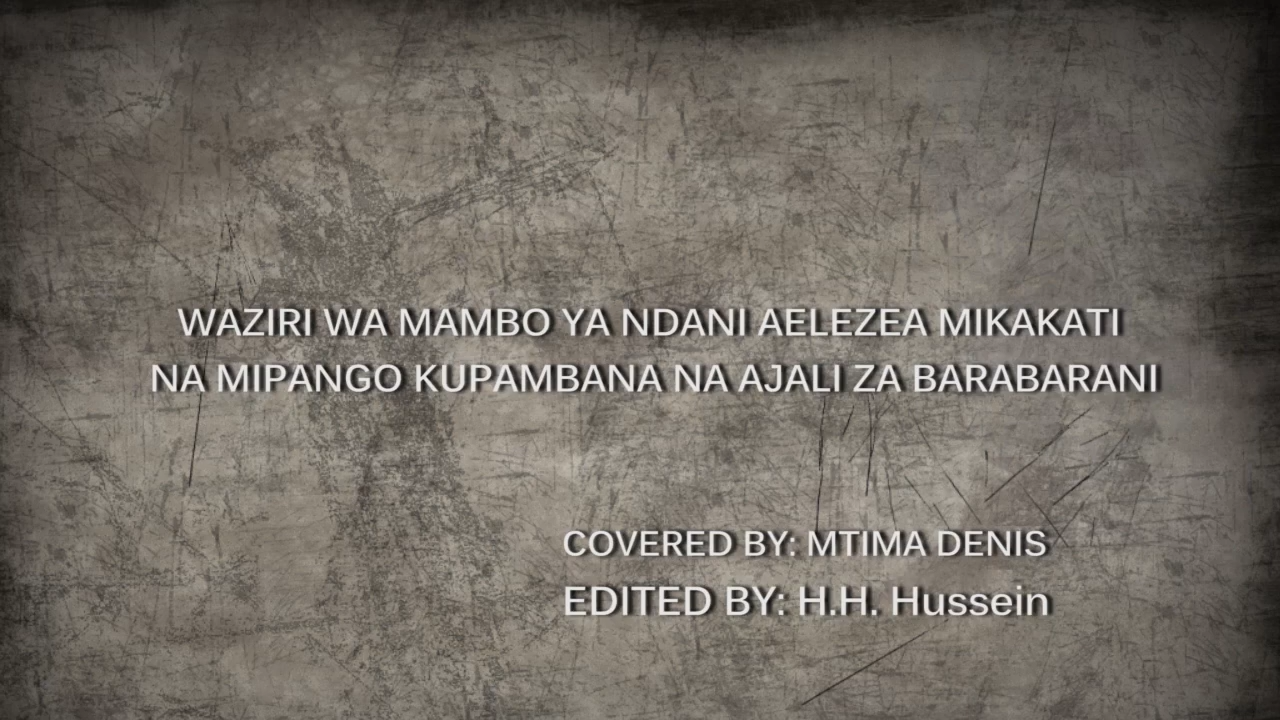 WAZIRI WA MAMBO YA NDANI AELEZEA MIKAKATI
NA MIPANGO KUPAMBANA NA AJALI ZA BARABARANI
COVERED BY: MTIMA DENIS
EDITED BY: H.H. Hussein